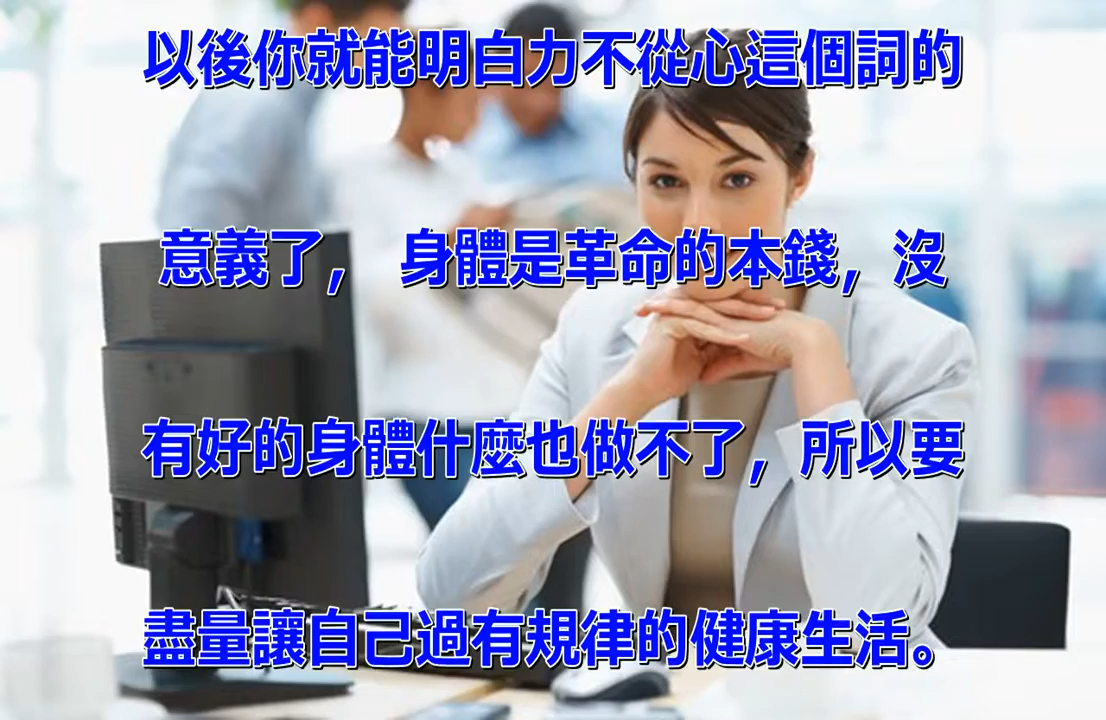 以後你就能明白力不從心這個詞的
意義了， 身體是革命的本錢，沒
有好的身體什麼也做不了，所以要
盡量讓自己過有規律的健康生活。